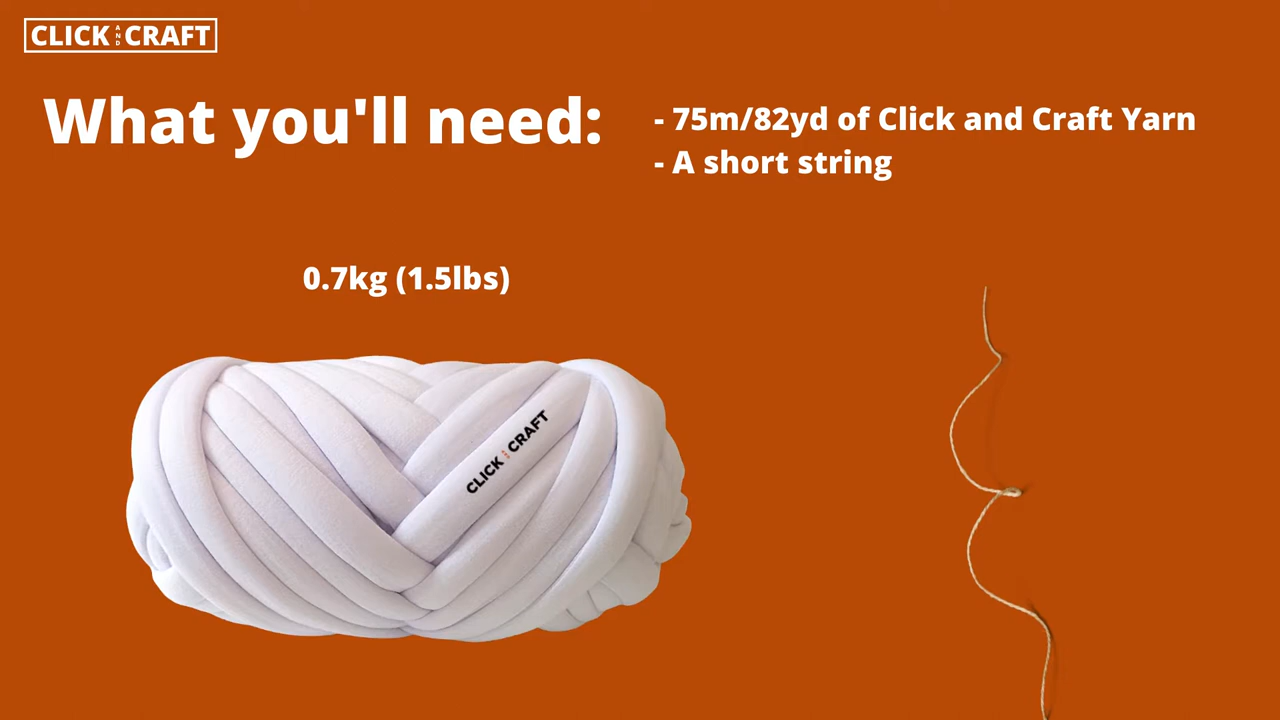 CLICK AND CRAFT
What you'll need:
- 75m/82yd of Click and Craft Yarn
- A short string
0.7kg (1.5lbs)
CLICK AND CRAFT